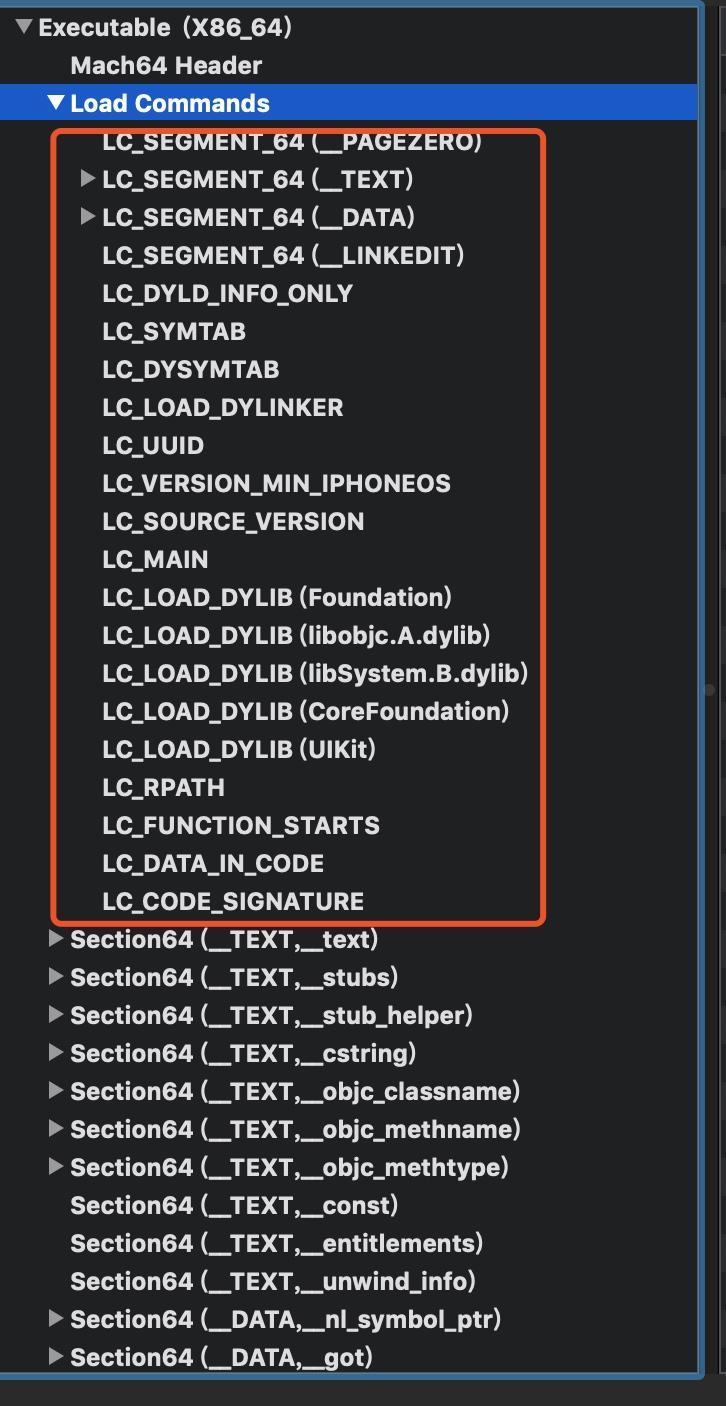 Executable (X86_64)
Mach64 Header
Load Commands
LC_SEGMENT_64 (__PAGEZERO)
LC_SEGMENT_64 (__TEXT)
LC_SEGMENT_64 (__DATA)
LC_SEGMENT_64 (__LINKEDIT)
LC_DYLD_INFO_ONLY
LC_SYMTAB
LC_DYSYMTAB
LC_LOAD_DYLINKER
LC_UUID
LC_VERSION_MIN_IPHONEOS
LC_SOURCE_VERSION
LC_MAIN
LC_LOAD_DYLIB (Foundation)
LC_LOAD_DYLIB (libobjc.A.dylib)
LC_LOAD_DYLIB (libSystem.B.dylib)
LC_LOAD_DYLIB (CoreFoundation)
LC_LOAD_DYLIB (UIKit)
LC_RPATH
LC_FUNCTION_STARTS
LC_DATA_IN_CODE
LC_CODE_SIGNATURE
Section64 (__TEXT,__text)
Section64 (__TEXT,__stubs)
Section64 (__TEXT,__stub_helper)
Section64 (__TEXT,__cstring)
Section64 (__TEXT,__objc_classname)
Section64 (__TEXT,__objc_methname)
Section64 (__TEXT,__objc_methtype)
Section64 (__TEXT,__const)
Section64 (__TEXT,__entitlements)
Section64 (__TEXT,__unwind_info)
Section64 (__DATA,__nl_symbol_ptr)
Section64 (__DATA,__got)